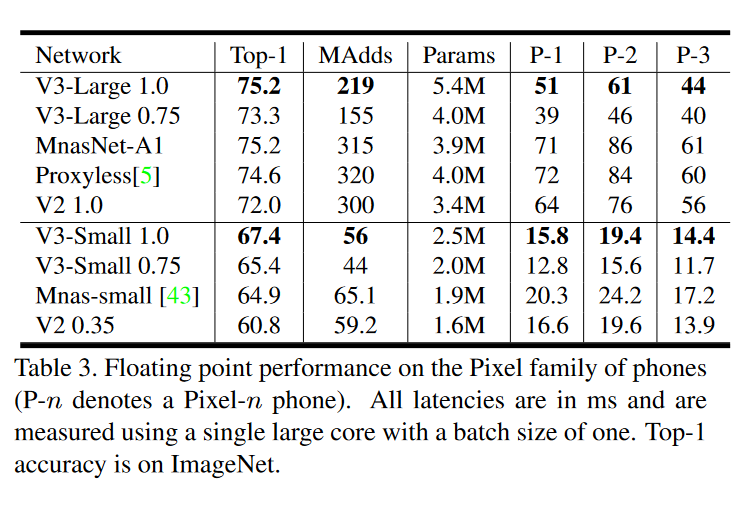 Network Top-1 MAdds Params P-1 P-2 P-3
V3-Large 1.0 75.2 219 5.4M 51 61 44
V3-Large 0.75 73.3 155 4.0M 39 46 40
MnasNet-A1 75.2 315 3.9M 71 86 61
Proxyless[5] 74.6 320 4.0M 72 84 60
V2 1.0 72.0 300 3.4M 64 76 56
V3-Small 1.0 67.4 56 2.5M 15.8 19.4 14.4
V3-Small 0.75 65.4 44 2.0M 12.8 15.6 11.7
Mnas-small [43] 64.9 65.1 1.9M 20.3 24.2 17.2
V2 0.35 60.8 59.2 1.6M 16.6 19.6 13.9
Table 3. Floating point performance on the Pixel family of phones
(P-n denotes a Pixel-n phone). All latencies are in ms and are
measured using a single large core with a batch size of one. Top-1
accuracy is on ImageNet.